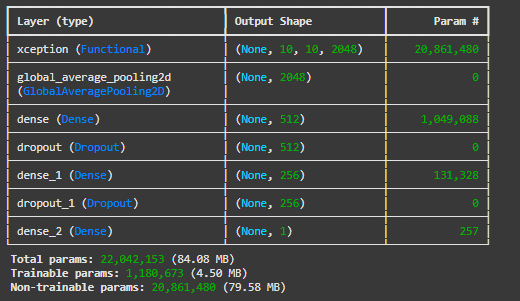 Layer (type) Output Shape Param #
xception (Functional) (None, 10, 10, 2048) 20,861,480
global_average_pooling2d (None, 2048) 0
(GlobalAveragePooling2D)
dense (Dense) (None, 512) 1,049,088
dropout (Dropout) (None, 512) 0
dense_1 (Dense) (None, 256) 131,328
dropout_1 (Dropout) (None, 256) 0
dense_2 (Dense) (None, 1) 257
Total params: 22,042,153 (84.08 MB)
Trainable params: 1,180,673 (4.50 MB)
Non-trainable params: 20,861,480 (79.58 MB)